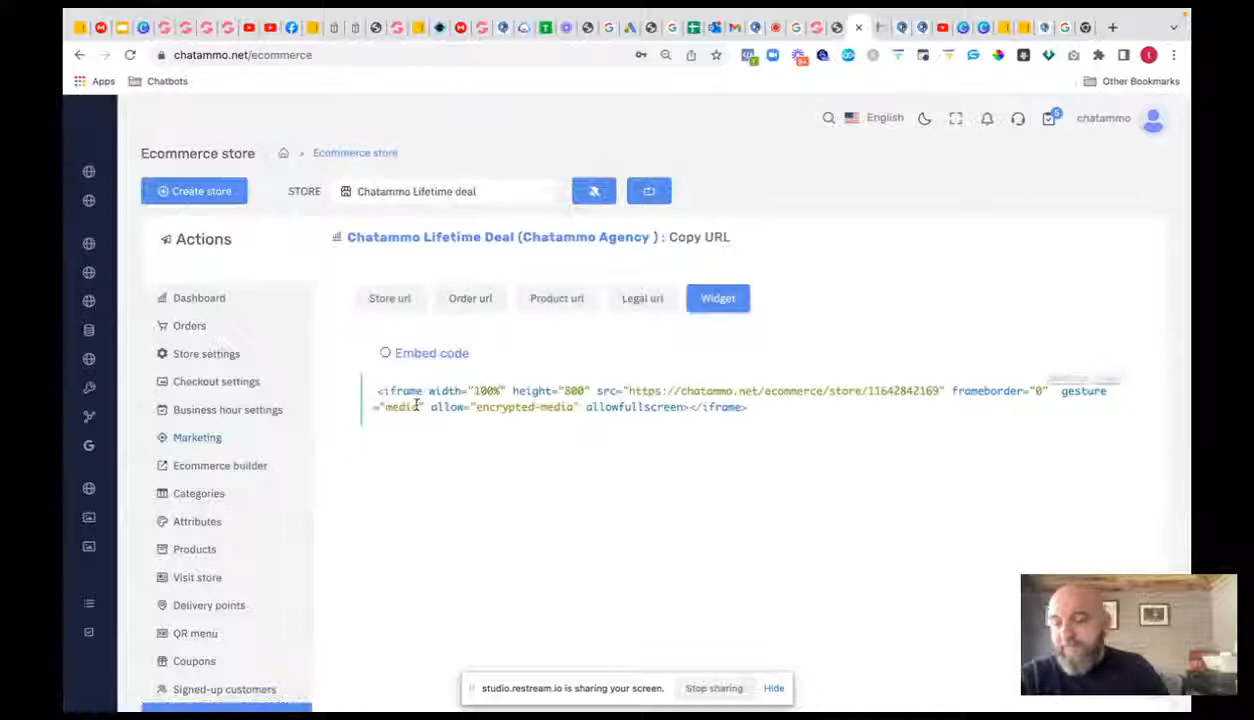 chatammo.net/ecommerce
Apps
Chatbots
Other Bookmarks
English
5
chatammo
Ecommerce store
Ecommerce store
Create store
STORE
Chatammo Lifetime deal
Actions
Chatammo Lifetime Deal (Chatammo Agency ) : Copy URL
Store url
Order url
Product url
Legal url
Widget
Dashboard
Orders
Store settings
Checkout settings
Business hour settings
Marketing
Ecommerce builder
Categories
Attributes
Products
Visit store
Delivery points
QR menu
Coupons
Signed-up customers
Embed code
<iframe width="100%" height="800" src="https://chatammo.net/ecommerce/store/11642842169" frameborder="0" gesture
="media" allow="encrypted-media" allowfullscreen></iframe>
studio.restream.io is sharing your screen.
Stop sharing
Hide